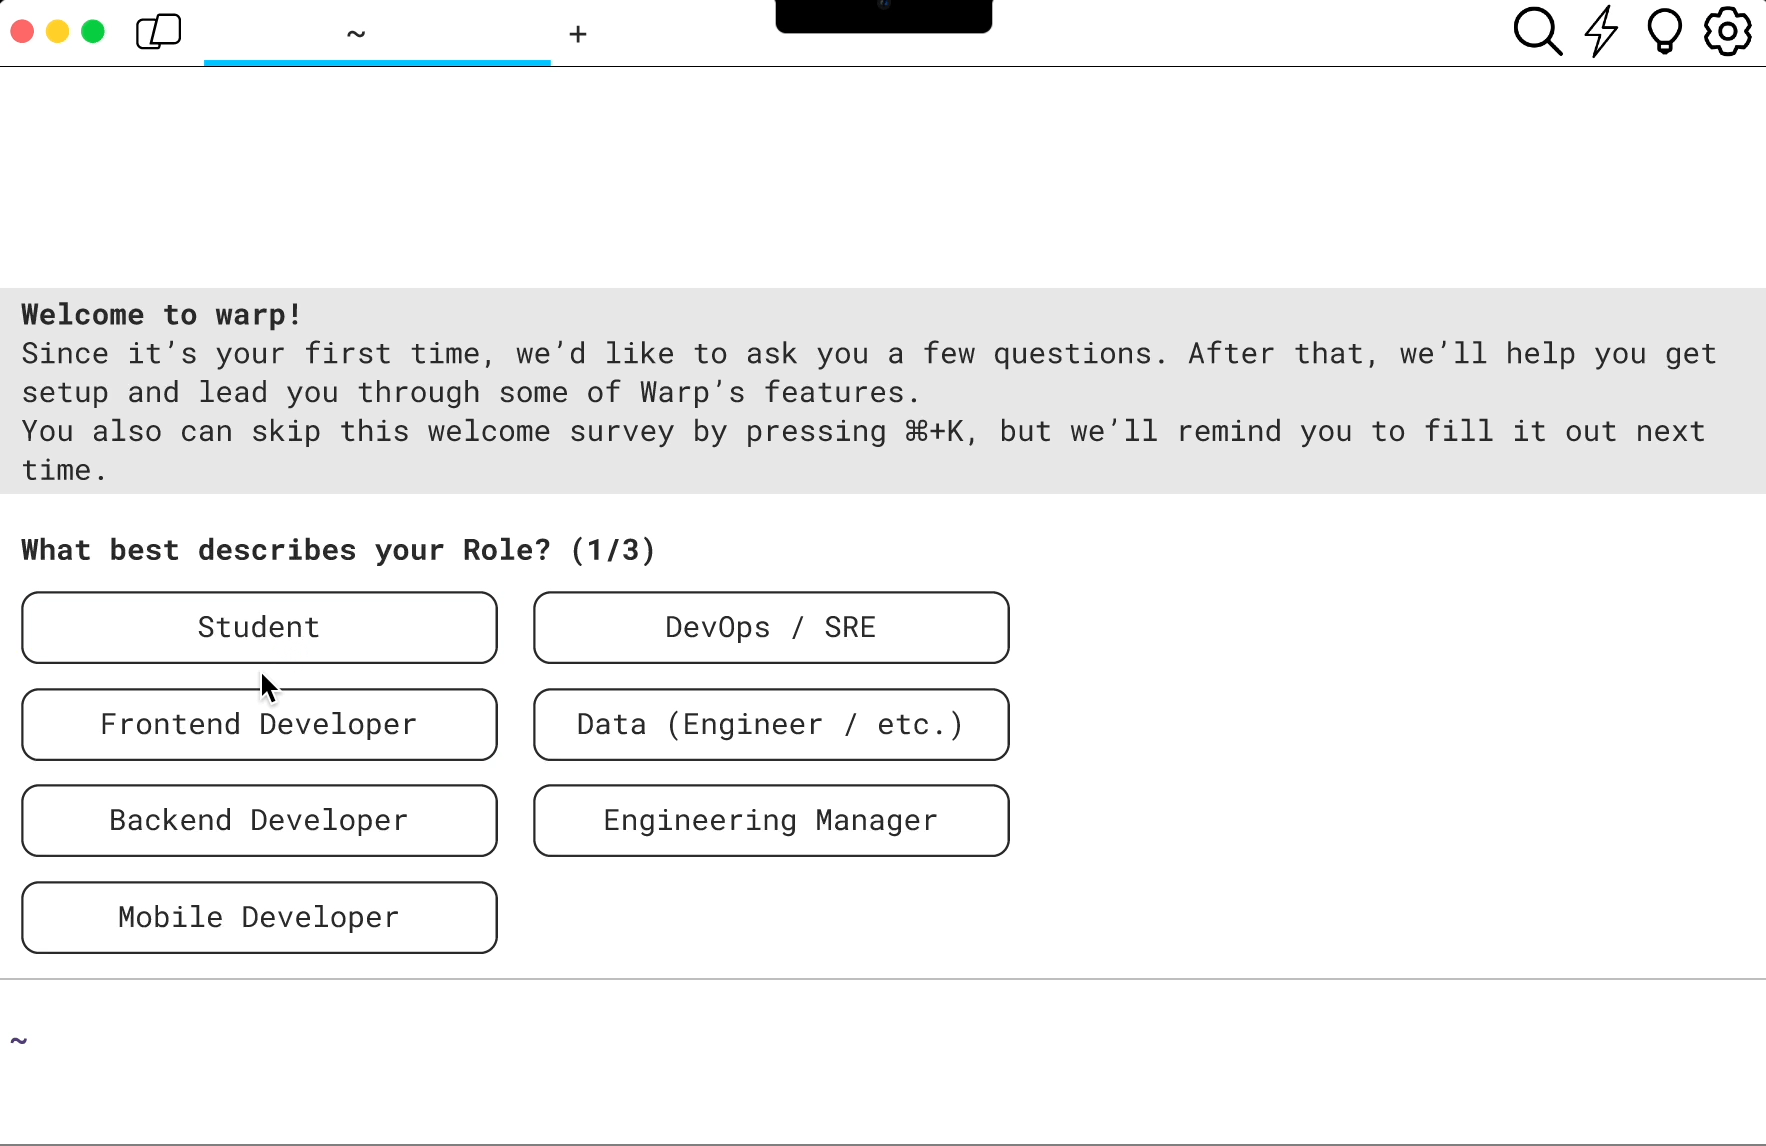 ~ +
Welcome to warp!
Since it’s your first time, we’d like to ask you a few questions. After that, we’ll help you get
setup and lead you through some of Warp’s features.
You also can skip this welcome survey by pressing ⌘+K, but we’ll remind you to fill it out next
time.
What best describes your Role? (1/3)
Student
DevOps / SRE
Frontend Developer
Data (Engineer / etc.)
Backend Developer
Engineering Manager
Mobile Developer
~